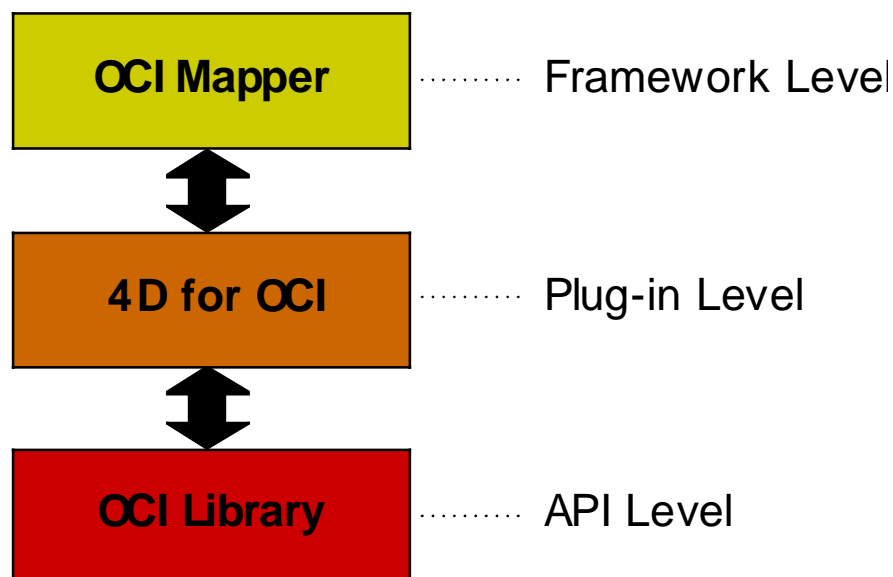 OCI Mapper Framework Level
4D for OCI Plug-in Level
OCI Library API Level